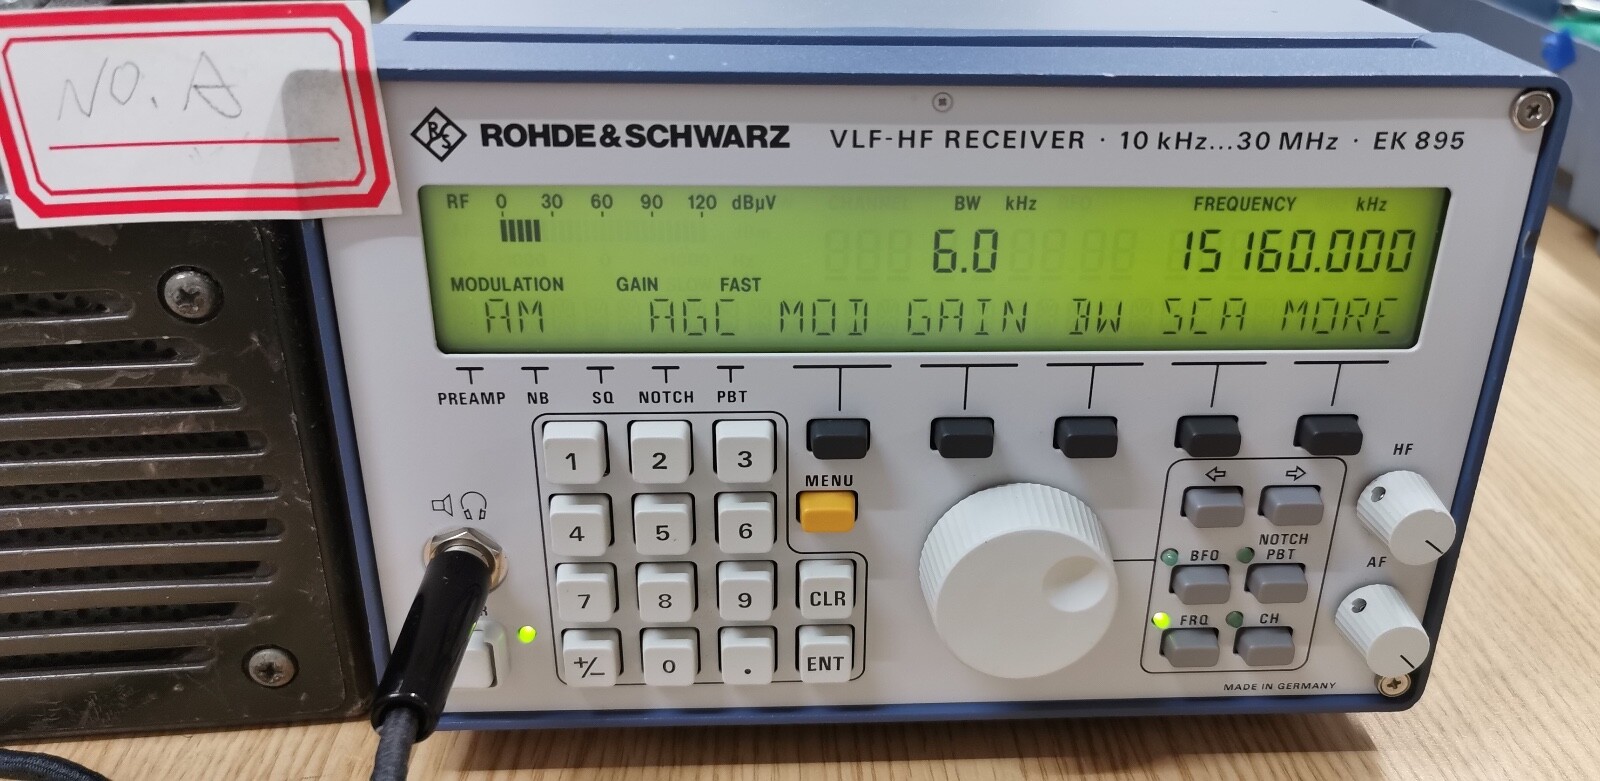 NO. A
R&S ROHDE & SCHWARZ VLF-HF RECEIVER · 10 kHz...30 MHz · EK 895
RF 0 30 60 90 120 dBµV BW kHz FREQUENCY kHz
6.0 15 160.000
MODULATION GAIN FAST
AM AGC MOD GAIN BW SCA MORE
PREAMP NB SQ NOTCH PBT
1 2 3
MENU
4 5 6
7 8 9 CLR
+/- 0 . ENT
HF
BFO NOTCH
PBT
AF
FRQ CH
MADE IN GERMANY